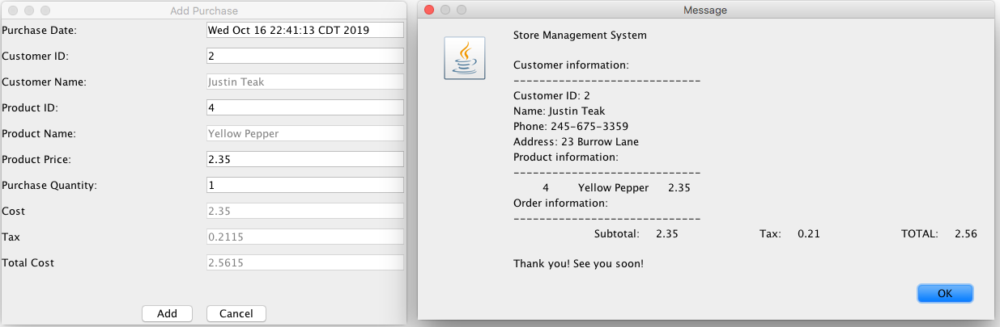 Add Purchase
Purchase Date: Wed Oct 16 22:41:13 CDT 2019
Customer ID: 2
Customer Name: Justin Teak
Product ID: 4
Product Name: Yellow Pepper
Product Price: 2.35
Purchase Quantity: 1
Cost 2.35
Tax 0.2115
Total Cost 2.5615
Add Cancel
Message
Store Management System
Customer information:
-----------------------------
Customer ID: 2
Name: Justin Teak
Phone: 245-675-3359
Address: 23 Burrow Lane
Product information:
-----------------------------
4 Yellow Pepper 2.35
Order information:
-----------------------------
Subtotal: 2.35 Tax: 0.21 TOTAL: 2.56
Thank you! See you soon!
OK